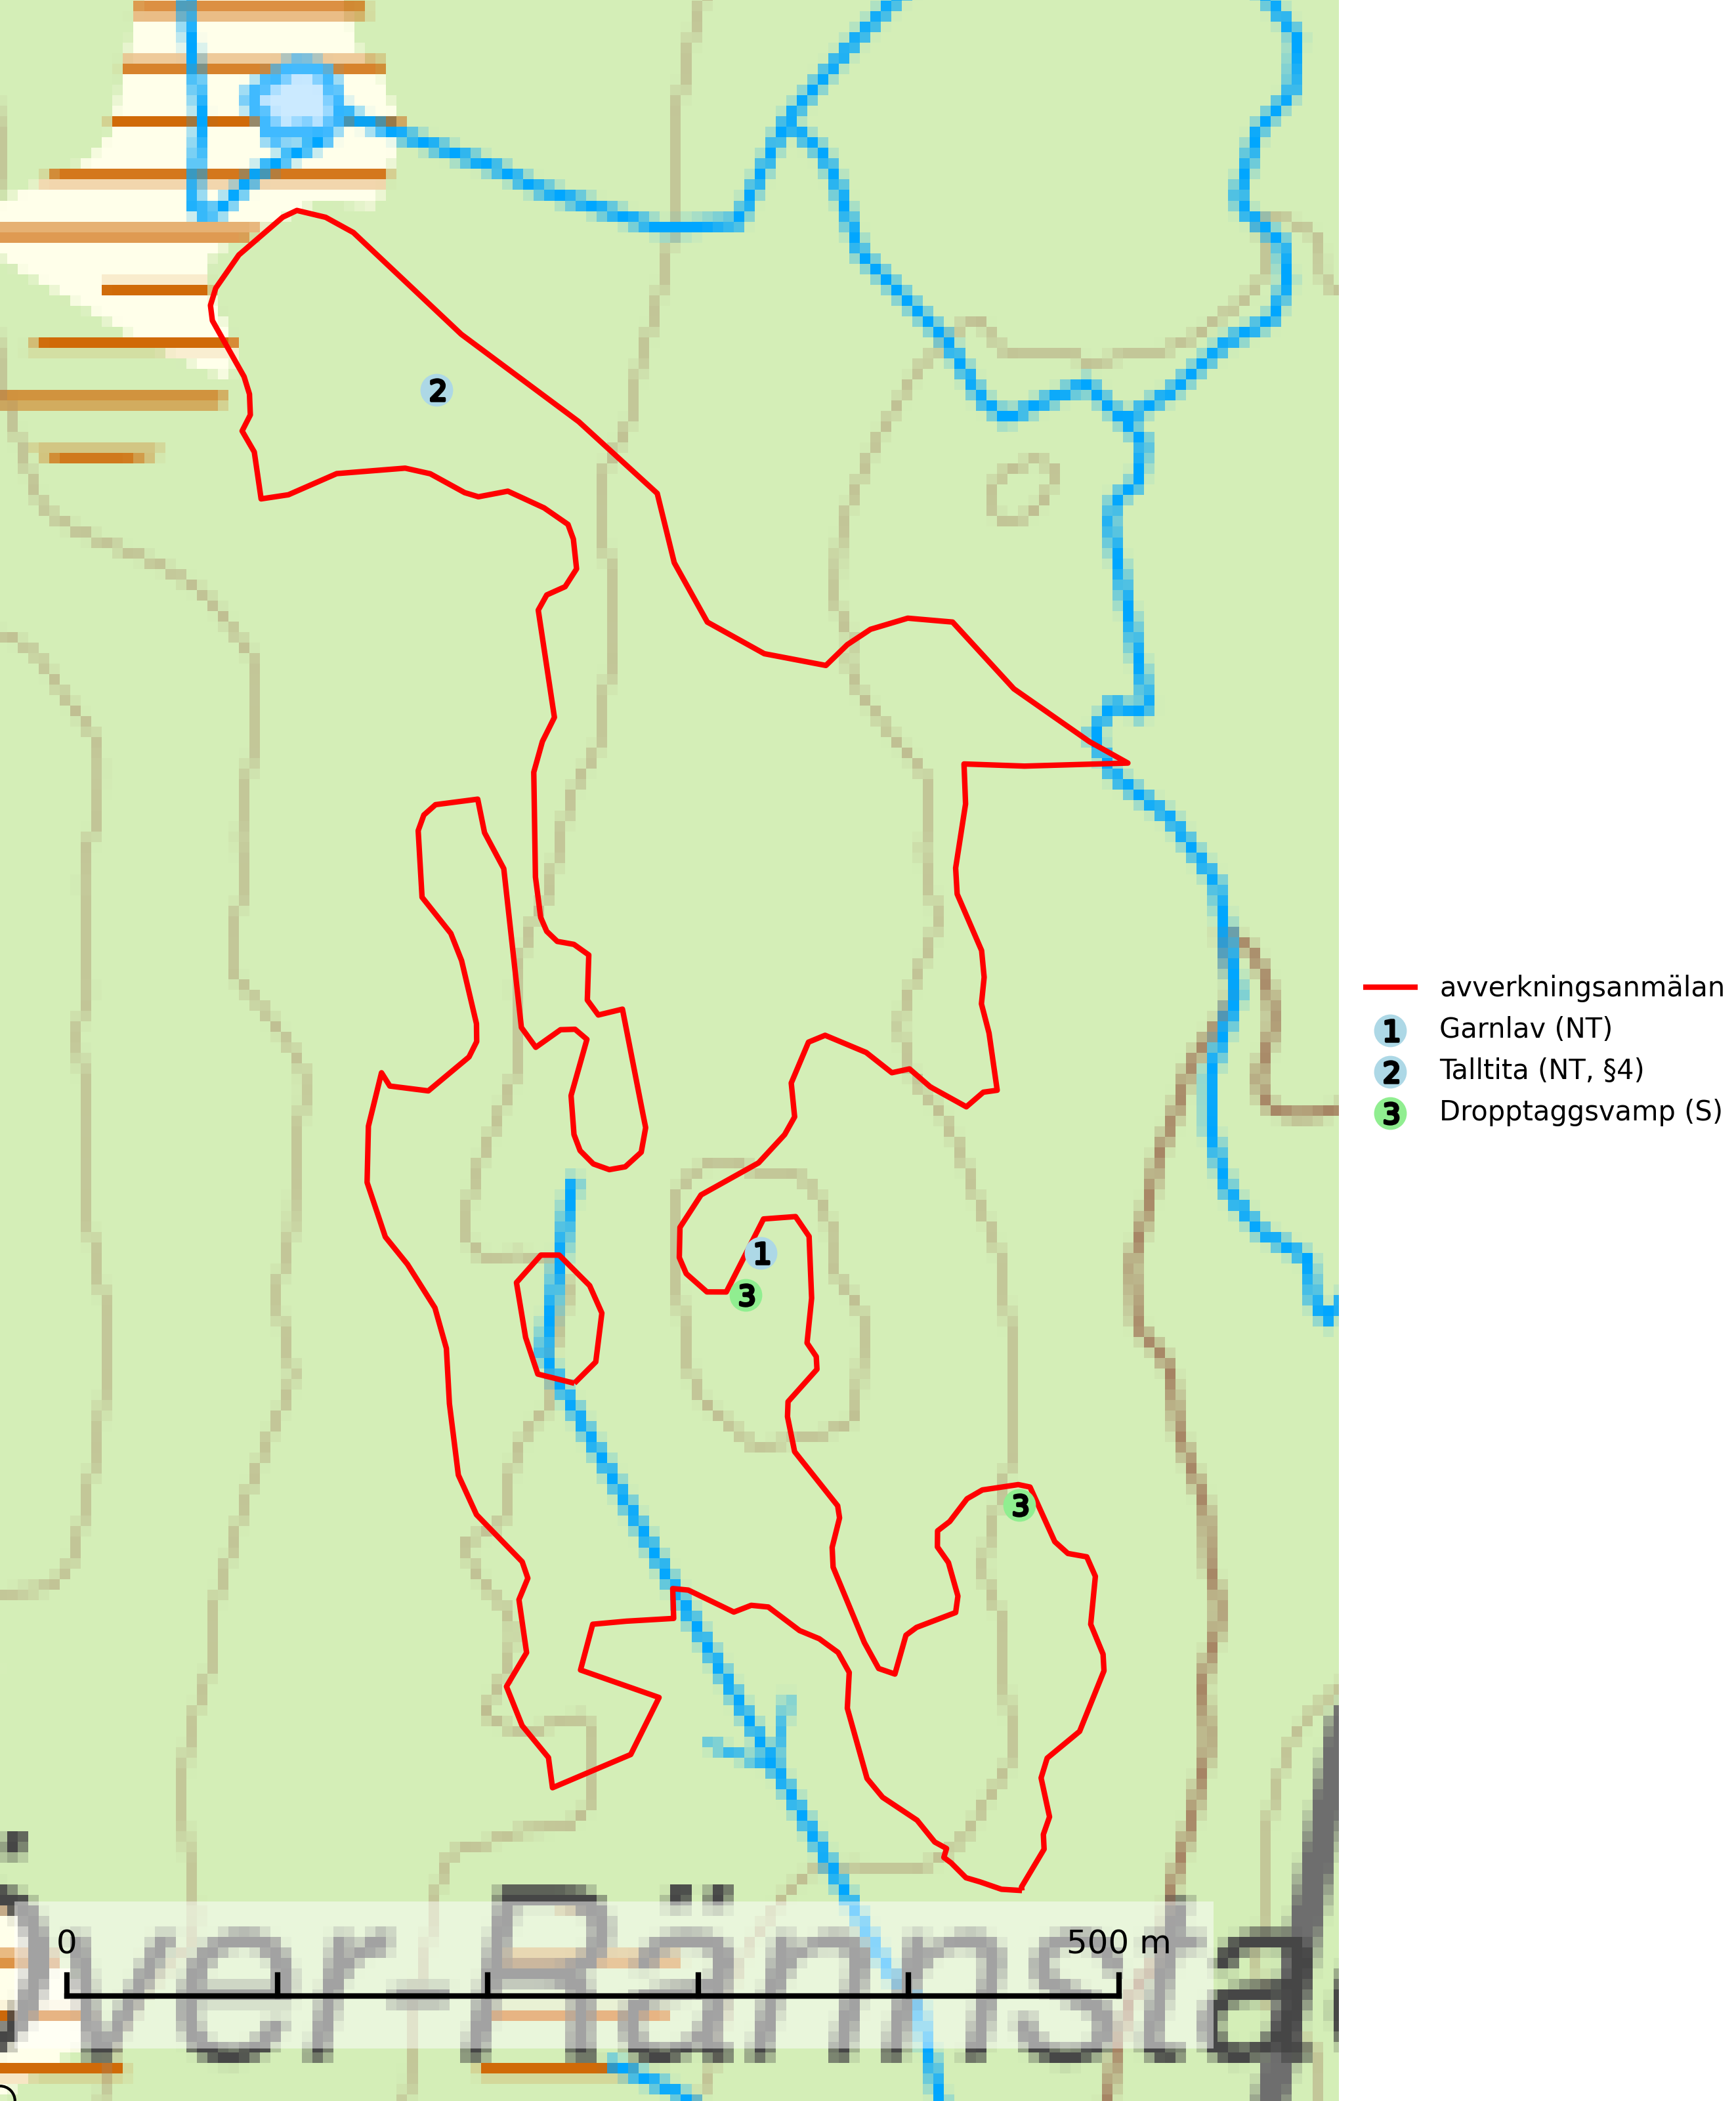 2
1
3
3
avverkningsanmälan
1 Garnlav (NT)
2 Talltita (NT, §4)
3 Dropptaggsvamp (S)
0 500 m
Över-Rännsta